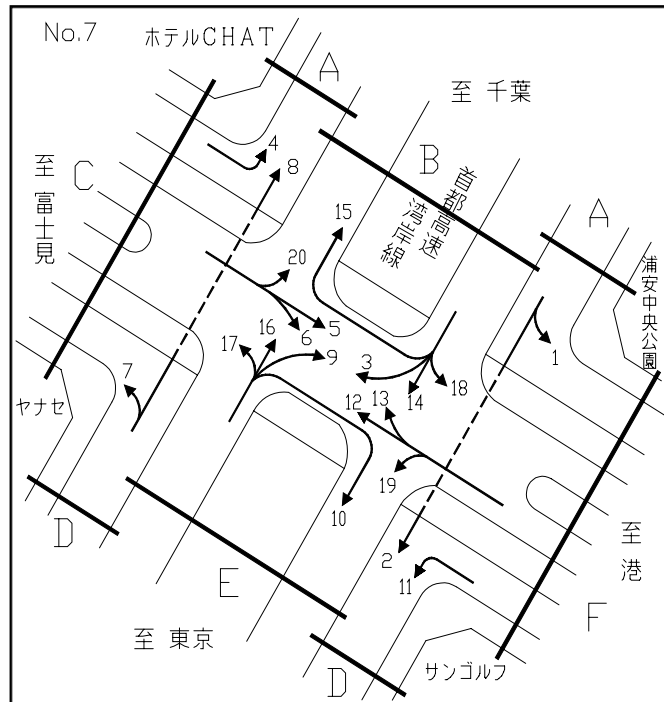 No.7
ホテルCHAT
A
至 千葉
B
首都高速
湾岸線
A
浦安中央公園
至 富士見
C
4
8
15
20
5
6
16
17
9
3
14
18
1
7
12
13
19
10
2
11
ヤナセ
D
E
至 東京
D
サンゴルフ
F
至 港